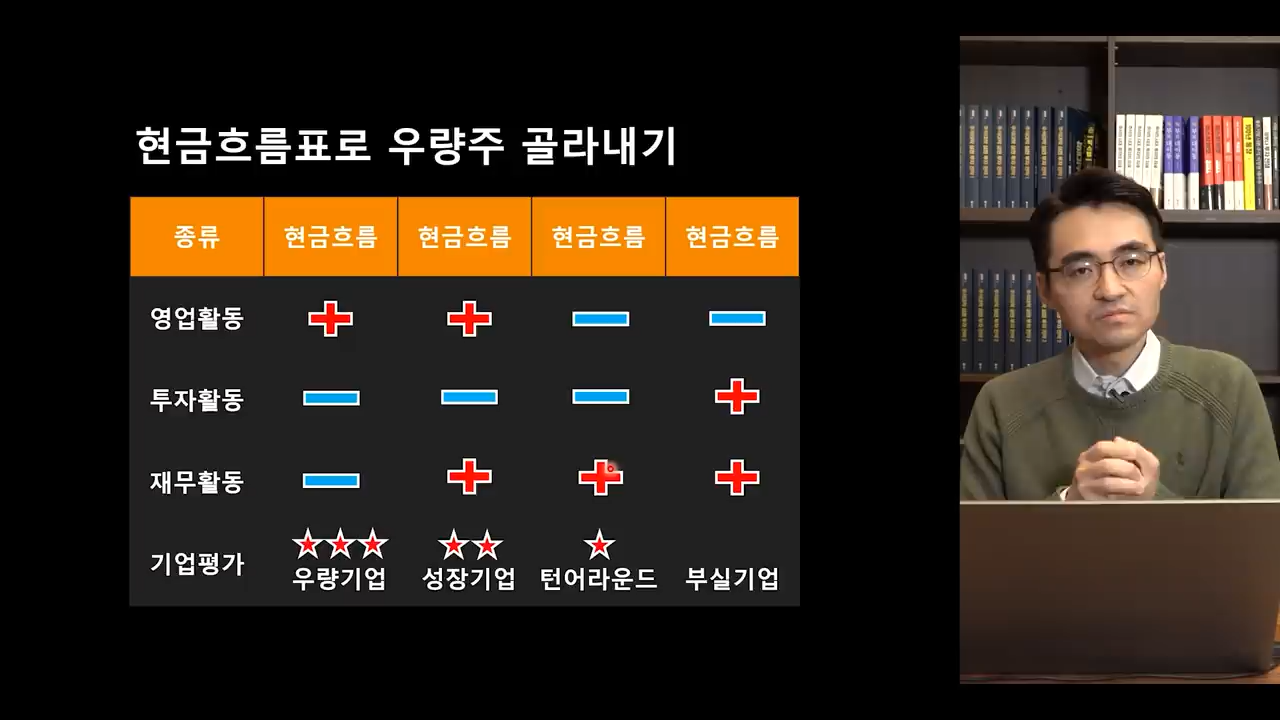 현금흐름표로 우량주 골라내기
종류 현금흐름 현금흐름 현금흐름 현금흐름
영업활동
투자활동
재무활동
기업평가
우량기업 성장기업 턴어라운드 부실기업